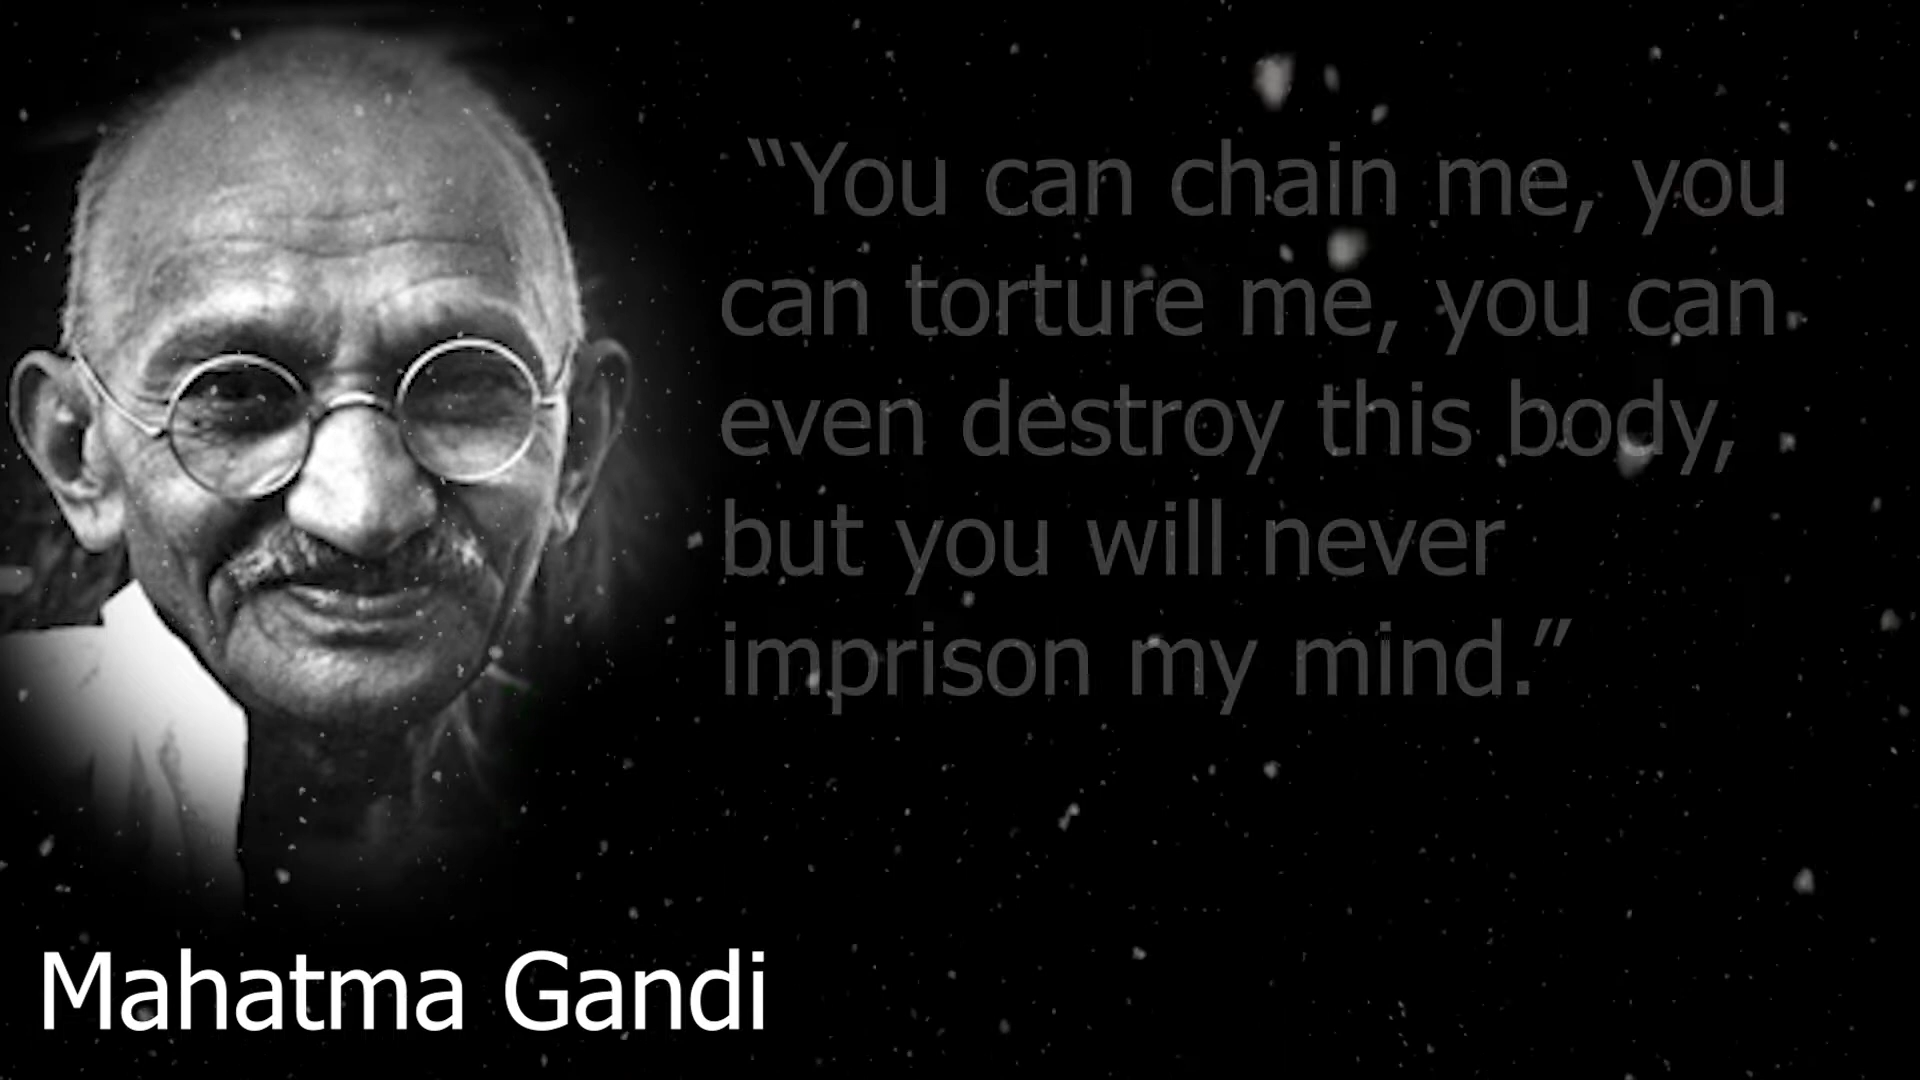 “You can chain me, you
can torture me, you can
even destroy this body,
but you will never
imprison my mind.”
Mahatma Gandi